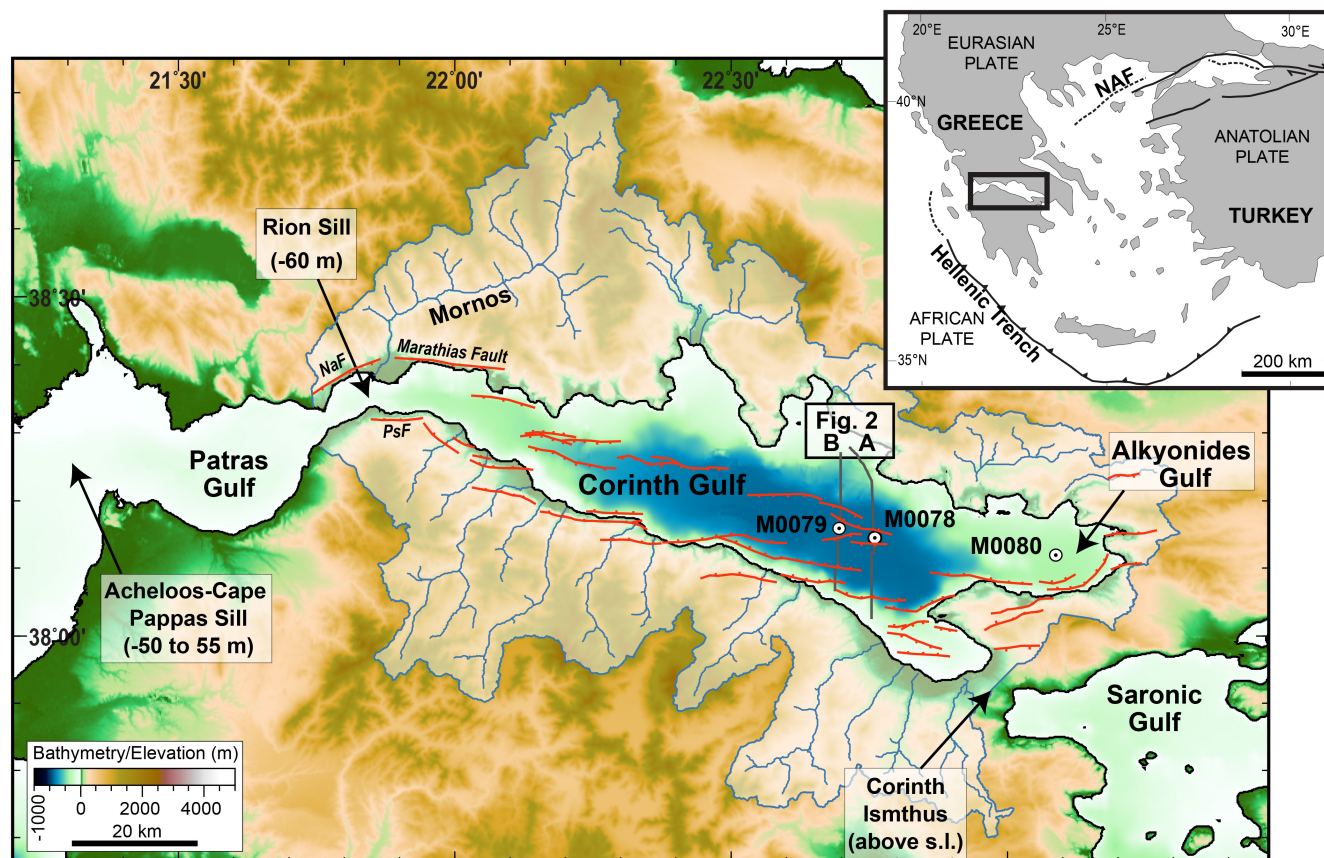 20°E
25°E
30°E
EURASIAN
PLATE
NAF
40°N
GREECE
ANATOLIAN
PLATE
TURKEY
Hellenic Trench
AFRICAN
PLATE
35°N
200 km
21˚30'
22˚00'
22˚30'
38˚30'
38˚00'
Rion Sill
(-60 m)
Mornos
NaF
Marathias Fault
PsF
Patras
Gulf
Corinth Gulf
Fig. 2
B A
Alkyonides
Gulf
M0079
M0078
M0080
Acheloos-Cape
Pappas Sill
(-50 to 55 m)
Saronic
Gulf
Corinth
Ismthus
(above s.l.)
Bathymetry/Elevation (m)
-1000 0 2000 4000
20 km